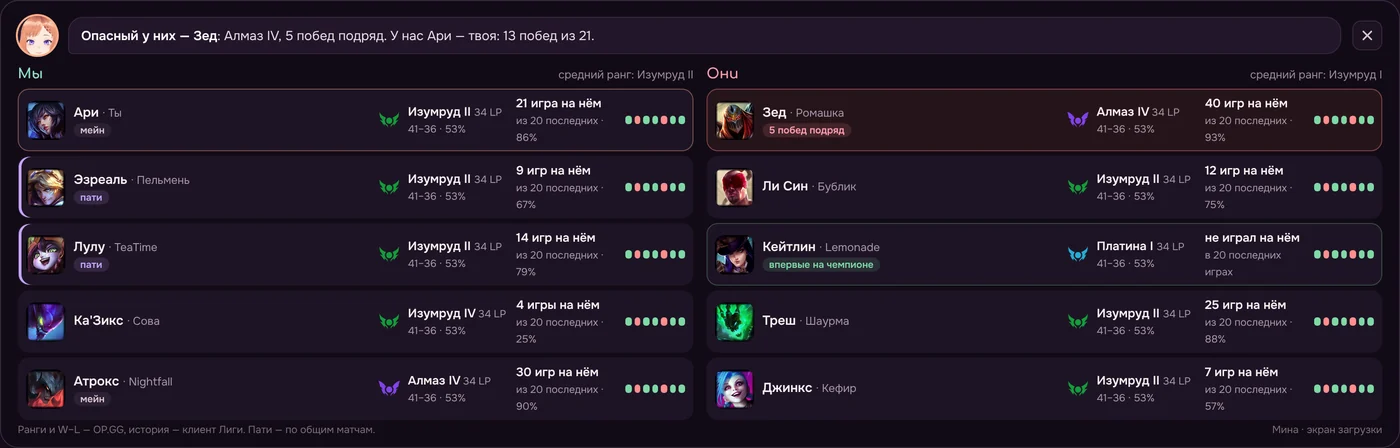 Опасный у них — Зед: Алмаз IV, 5 побед подряд. У нас Ари — твоя: 13 побед из 21.
Мы
средний ранг: Изумруд II
Ари · Ты
мейн
Изумруд II 34 LP
41–36 · 53%
21 игра на нём
из 20 последних ·
86%
Эзреаль · Пельмень
пати
Изумруд II 34 LP
41–36 · 53%
9 игр на нём
из 20 последних ·
67%
Лулу · TeaTime
пати
Изумруд II 34 LP
41–36 · 53%
14 игр на нём
из 20 последних ·
79%
Ка'Зикс · Сова
Изумруд IV 34 LP
41–36 · 53%
4 игры на нём
из 20 последних ·
25%
Атрокс · Nightfall
мейн
Алмаз IV 34 LP
41–36 · 53%
30 игр на нём
из 20 последних ·
90%
Они
средний ранг: Изумруд I
Зед · Ромашка
5 побед подряд
Алмаз IV 34 LP
41–36 · 53%
40 игр на нём
из 20 последних ·
93%
Ли Син · Бублик
Изумруд II 34 LP
41–36 · 53%
12 игр на нём
из 20 последних ·
75%
Кейтлин · Lemonade
впервые на чемпионе
Платина I 34 LP
41–36 · 53%
не играл на нём
в 20 последних
играх
Треш · Шаурма
Изумруд II 34 LP
41–36 · 53%
25 игр на нём
из 20 последних ·
88%
Джинкс · Кефир
Изумруд II 34 LP
41–36 · 53%
7 игр на нём
из 20 последних ·
57%
Ранги и W–L — OP.GG, история — клиент Лиги. Пати — по общим матчам.
Мина · экран загрузки